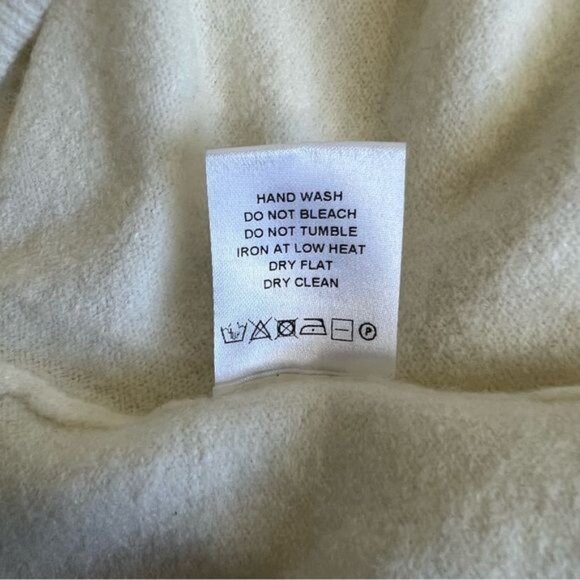 HAND WASH
DO NOT BLEACH
DO NOT TUMBLE
IRON AT LOW HEAT
DRY FLAT
DRY CLEAN
P